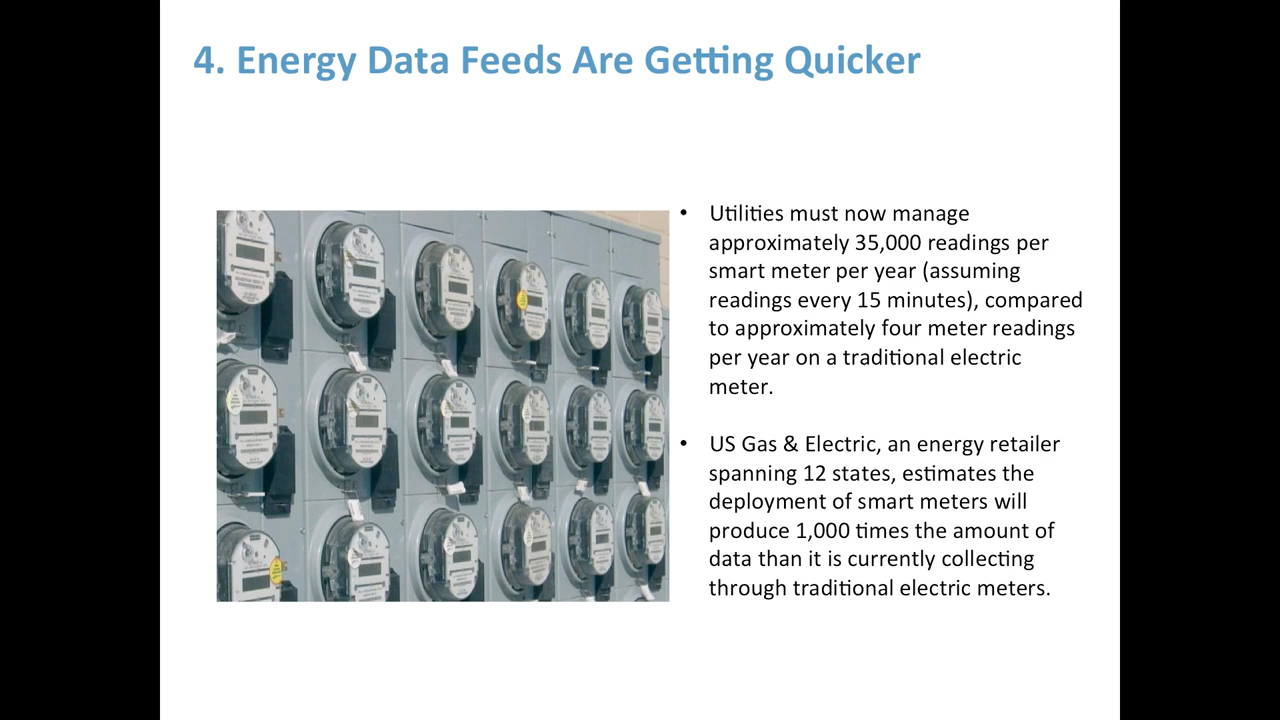 4. Energy Data Feeds Are Getting Quicker
• Utilities must now manage
approximately 35,000 readings per
smart meter per year (assuming
readings every 15 minutes), compared
to approximately four meter readings
per year on a traditional electric
meter.
• US Gas & Electric, an energy retailer
spanning 12 states, estimates the
deployment of smart meters will
produce 1,000 times the amount of
data than it is currently collecting
through traditional electric meters.